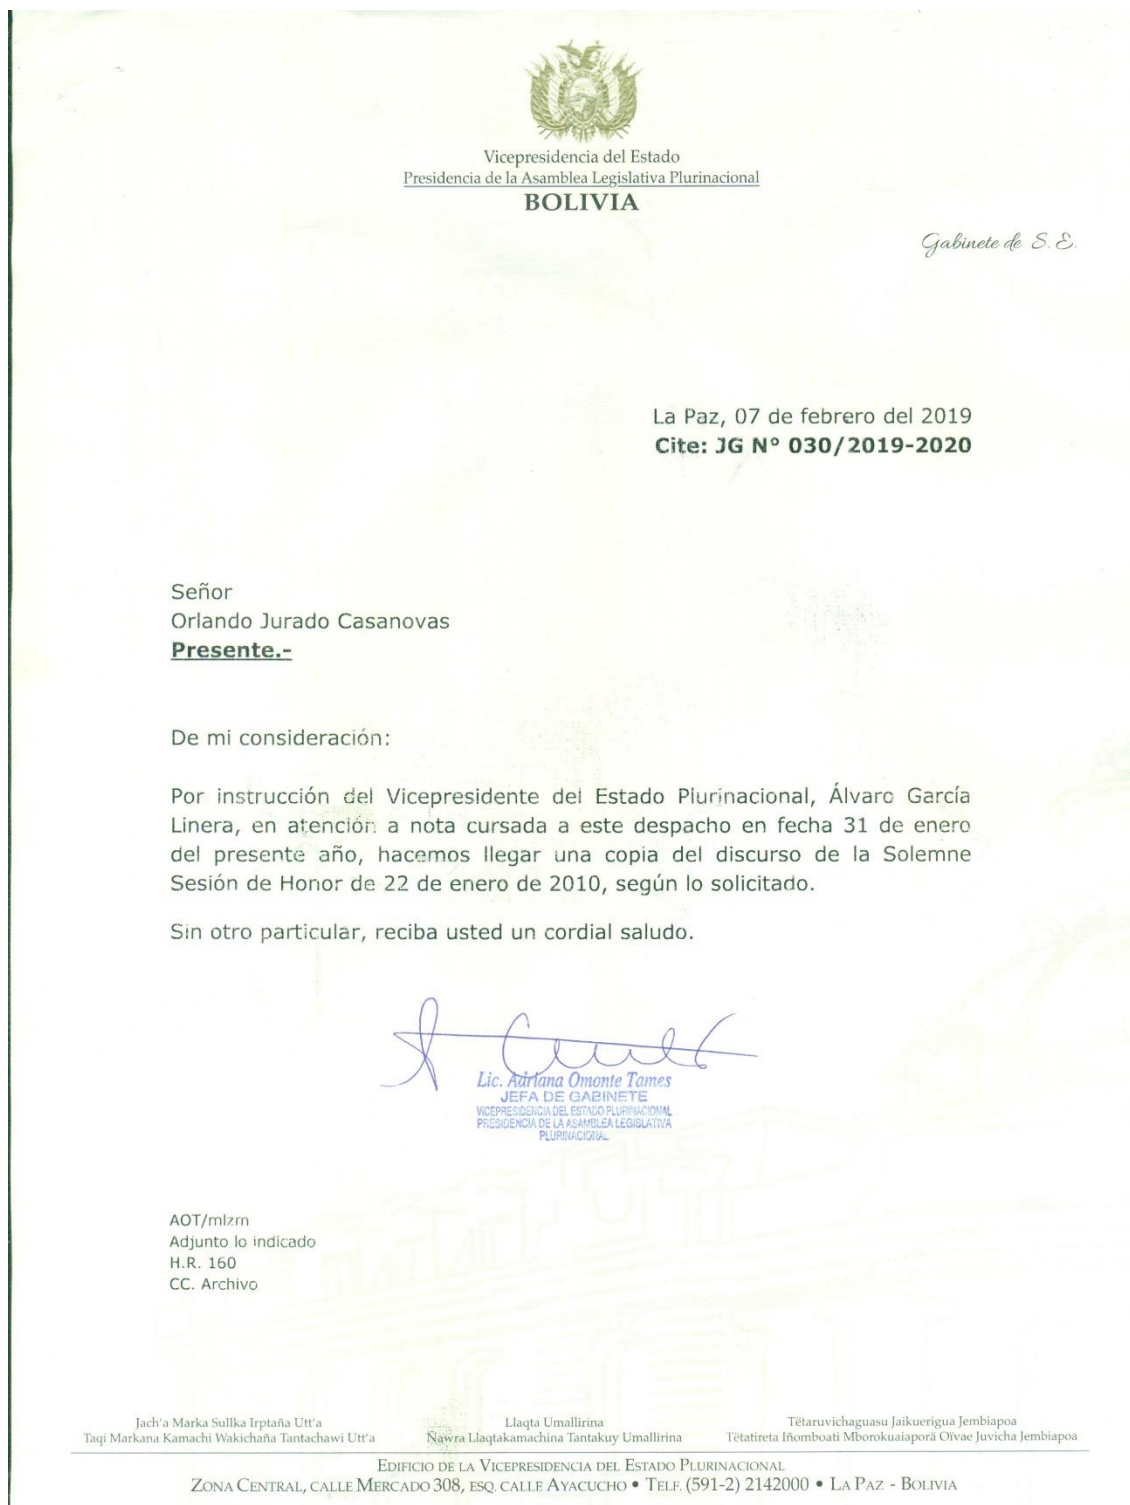 Vicepresidencia del Estado
Presidencia de la Asamblea Legislativa Plurinacional
BOLIVIA
Gabinete de S. E.
La Paz, 07 de febrero del 2019
Cite: JG Nº 030/2019-2020
Señor
Orlando Jurado Casanovas
Presente.-
De mi consideración:
Por instrucción del Vicepresidente del Estado Plurinacional, Álvaro García
Linera, en atención a nota cursada a este despacho en fecha 31 de enero
del presente año, hacemos llegar una copia del discurso de la Solemne
Sesión de Honor de 22 de enero de 2010, según lo solicitado.
Sin otro particular, reciba usted un cordial saludo.
Lic. Adriana Omonte Tames
JEFA DE GABINETE
VICEPRESIDENCIA DEL ESTADO PLURINACIONAL
PRESIDENCIA DE LA ASAMBLEA LEGISLATIVA
PLURINACIONAL
AOT/mlzm
Adjunto lo indicado
H.R. 160
CC. Archivo
Jach'a Marka Sullka Irptaña Utt'a
Taqi Markana Kamachi Wakichaña Tantachawi Utt'a
Llaqta Umallirina
Ñawra Llaqtakamachina Tantakuy Umallirina
Tëtaruvichaguasu Jaikuerigua Jembiapoa
Tëtatireta Iñomboati Mborokuaiaporä Oïvae Juvicha Jembiapoa
EDIFICIO DE LA VICEPRESIDENCIA DEL ESTADO PLURINACIONAL
ZONA CENTRAL, CALLE MERCADO 308, ESQ. CALLE AYACUCHO • TELF. (591-2) 2142000 • LA PAZ - BOLIVIA